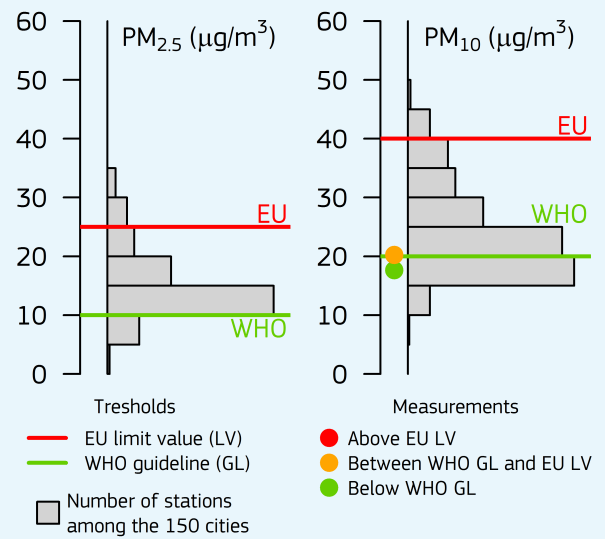 PM2.5 (µg/m³)
60
50
40
30
20
10
0
EU
WHO
PM10 (µg/m³)
60
50
40
30
20
10
0
EU
WHO
Tresholds
EU limit value (LV)
WHO guideline (GL)
Number of stations
among the 150 cities
Measurements
Above EU LV
Between WHO GL and EU LV
Below WHO GL